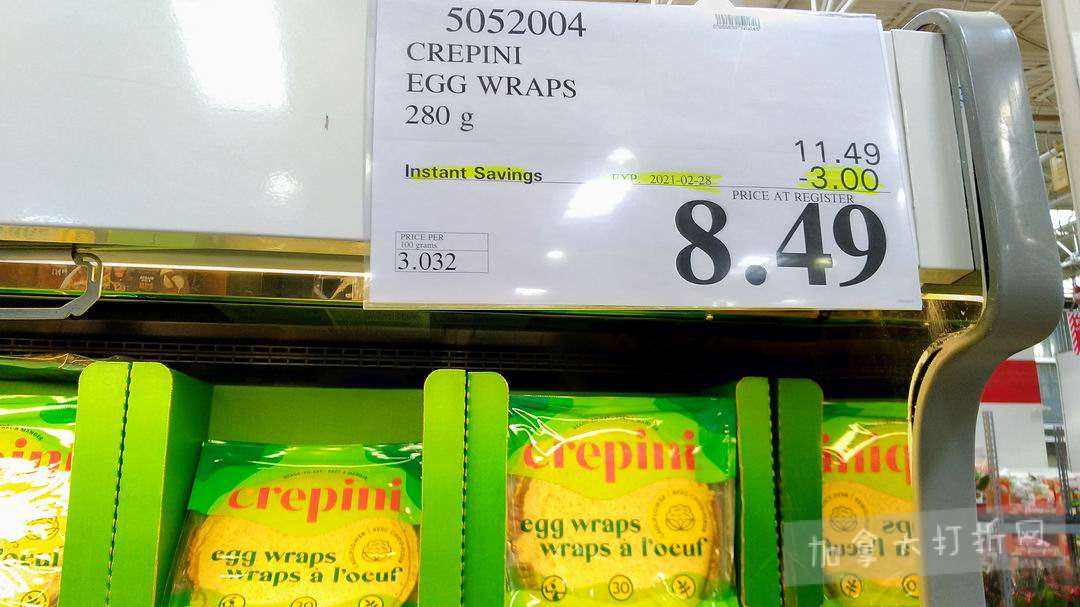 5052004
CREPINI
EGG WRAPS
280 g
11.49
Instant Savings EXP. 2021-02-28 -3.00
PRICE AT REGISTER
8.49
PRICE PER
100 grams
3.032
crepini
egg wraps
wraps à l'oeuf
30
crepini
egg wraps
wraps à l'oeuf
30
加拿大打折网